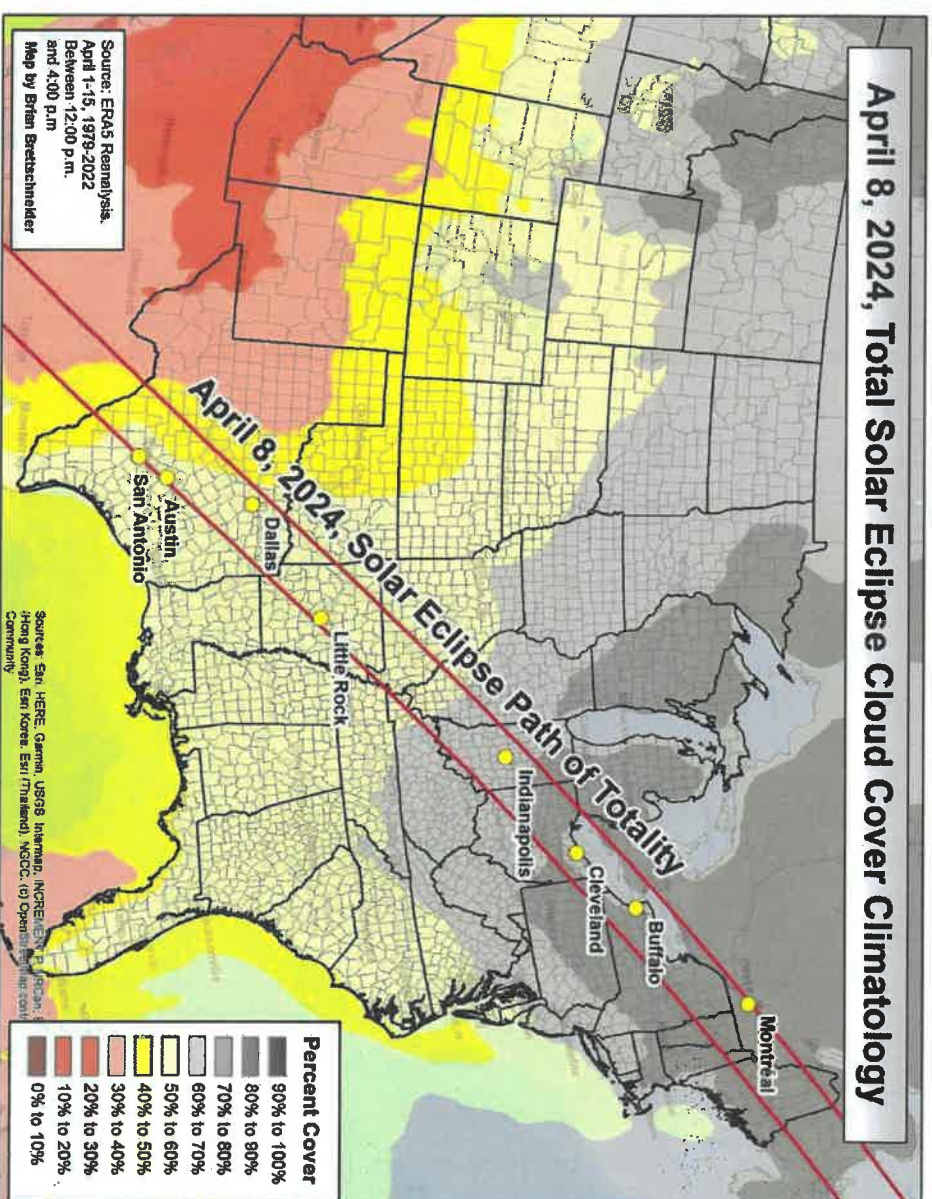 April 8, 2024, Total Solar Eclipse Cloud Cover Climatology
April 8, 2024, Solar Eclipse Path of Totality
Montréal
Buffalo
Cleveland
Indianapolis
Little Rock
Dallas
Austin
San Antonio
Source: ERA5 Reanalysis.
April 1-15, 1979-2022
Between 12:00 p.m.
and 4:00 p.m
Map by Brian Brettschneider
Percent Cover
90% to 100%
80% to 90%
70% to 80%
60% to 70%
50% to 60%
40% to 50%
30% to 40%
20% to 30%
10% to 20%
0% to 10%
Sources: Esri, HERE, Garmin, USGS, Intermap, INCREMENT P, NRCan,
(Hong Kong), Esri Korea, Esri (Thailand), NGCC, (c) OpenStreetMap
Community